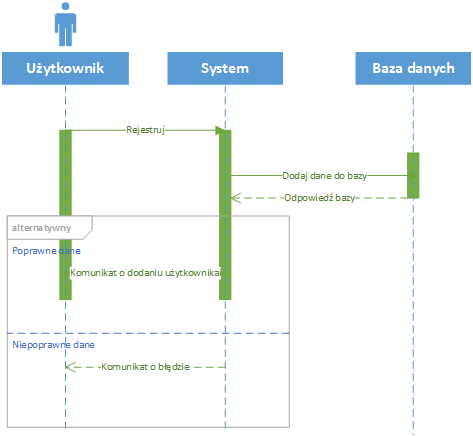 Użytkownik
System
Baza danych
Rejestruj
Dodaj dane do bazy
Odpowiedź bazy
alternatywny
Poprawne dane
Komunikat o dodaniu użytkownikai
Niepoprawne dane
Komunikat o błędzie